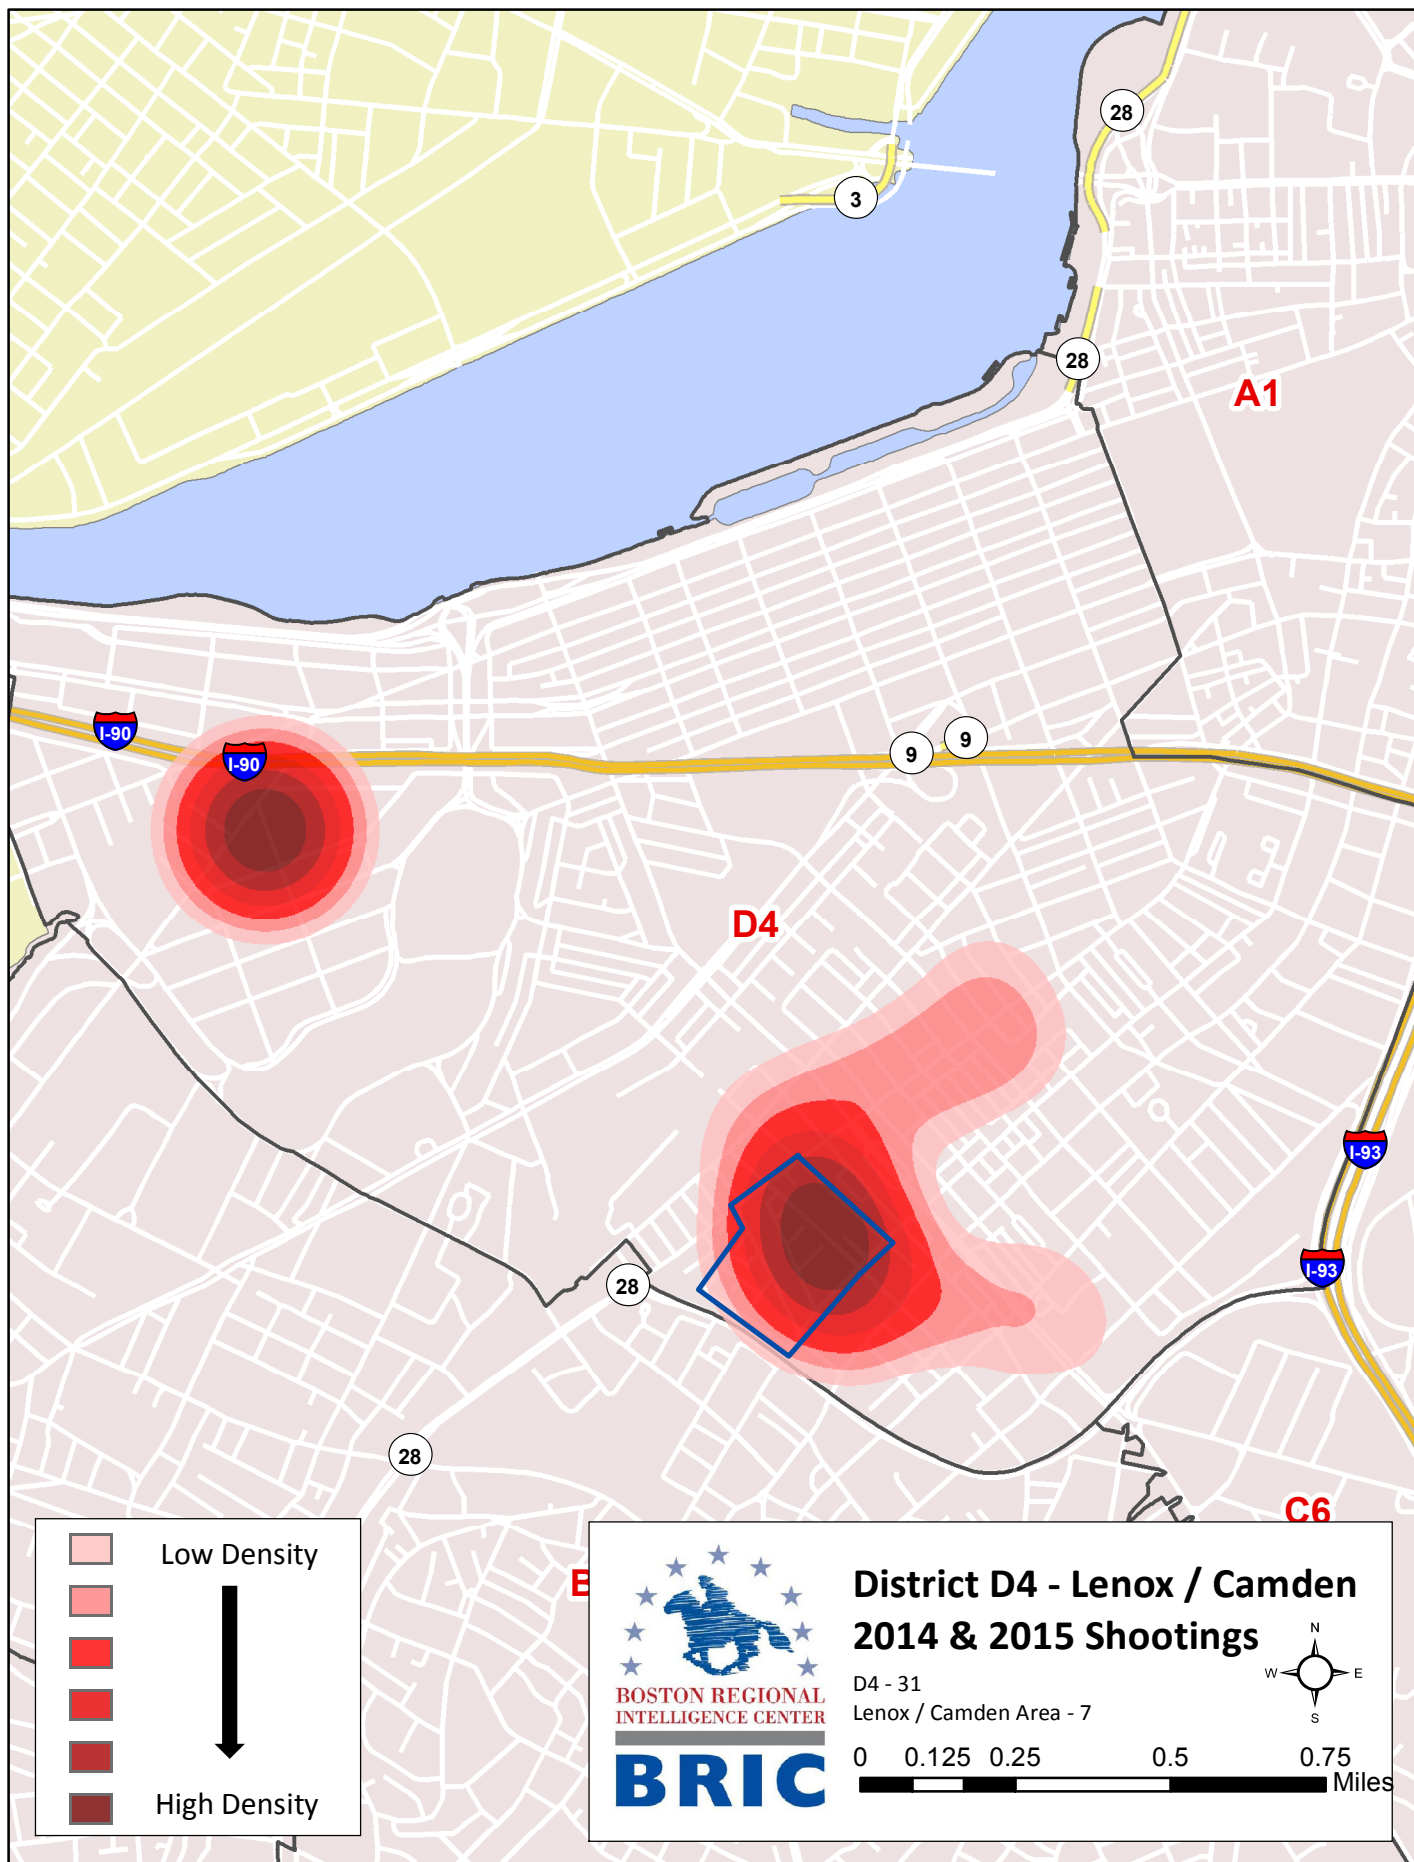 28
3
28
A1
I-90
I-90
9
9
D4
I-93
I-93
28
28
C6
B
Low Density
High Density
BOSTON REGIONAL
INTELLIGENCE CENTER
BRIC
District D4 - Lenox / Camden
2014 & 2015 Shootings
D4 - 31
Lenox / Camden Area - 7
N
W E
S
0 0.125 0.25 0.5 0.75
Miles